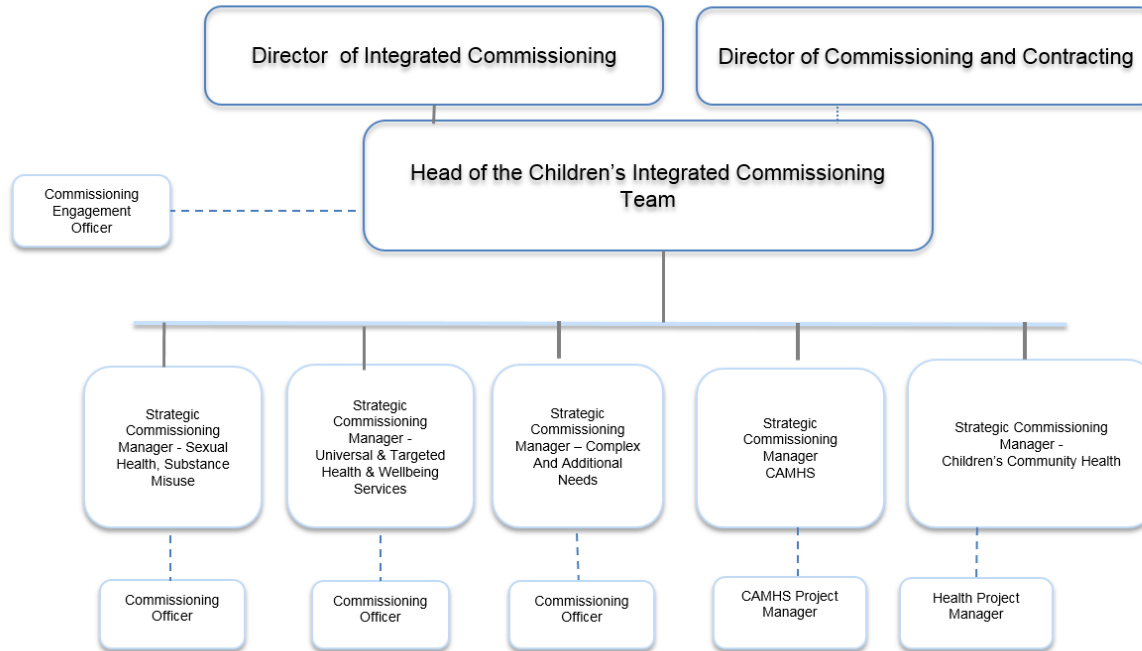 Director of Integrated Commissioning
Director of Commissioning and Contracting
Head of the Children's Integrated Commissioning
Team
Commissioning
Engagement
Officer
Strategic
Commissioning
Manager - Sexual
Health, Substance
Misuse
Strategic
Commissioning
Manager -
Universal & Targeted
Health & Wellbeing
Services
Strategic
Commissioning
Manager – Complex
And Additional
Needs
Strategic
Commissioning
Manager
CAMHS
Strategic Commissioning
Manager -
Children's Community Health
Commissioning
Officer
Commissioning
Officer
Commissioning
Officer
CAMHS Project
Manager
Health Project
Manager